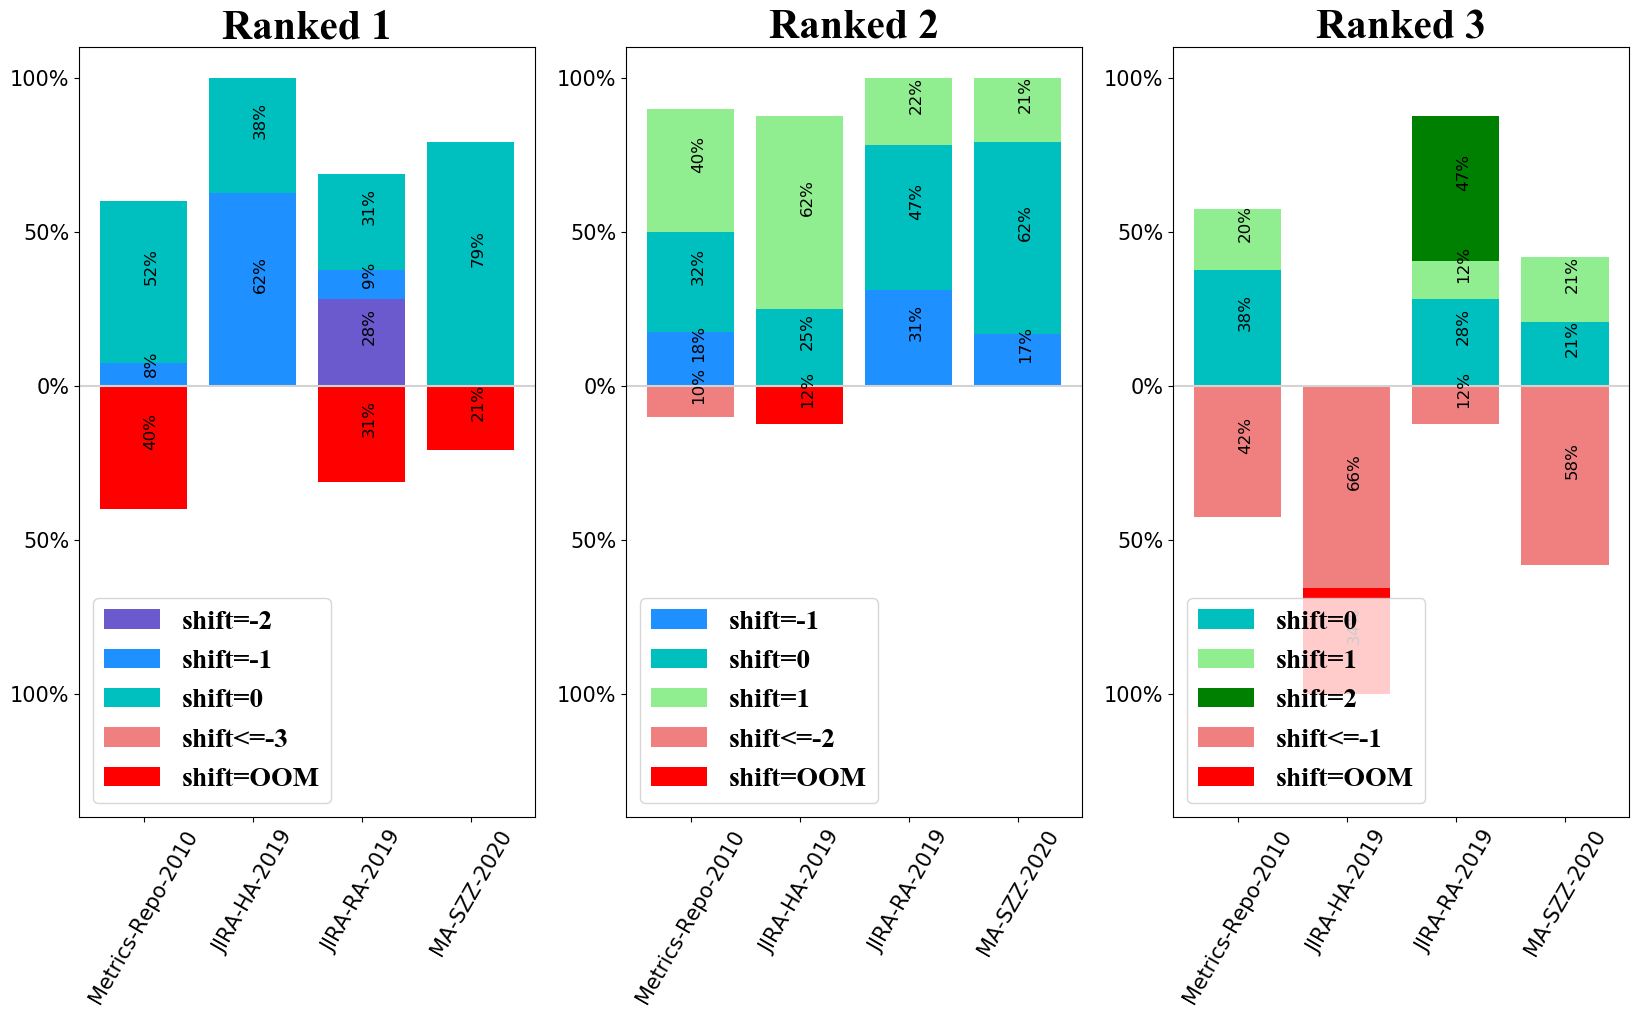 Ranked 1
100%
50%
0%
50%
100%
52%
8%
40%
38%
62%
31%
9%
28%
31%
79%
21%
shift=-2
shift=-1
shift=0
shift<=-3
shift=OOM
Metrics-Repo-2010
JIRA-HA-2019
JIRA-RA-2019
MA-SZZ-2020
Ranked 2
100%
50%
0%
50%
100%
40%
32%
18%
10%
62%
25%
12%
22%
47%
31%
21%
62%
17%
shift=-1
shift=0
shift=1
shift<=-2
shift=OOM
Metrics-Repo-2010
JIRA-HA-2019
JIRA-RA-2019
MA-SZZ-2020
Ranked 3
100%
50%
0%
50%
100%
20%
38%
42%
66%
34%
47%
12%
28%
12%
21%
21%
58%
shift=0
shift=1
shift=2
shift<=-1
shift=OOM
Metrics-Repo-2010
JIRA-HA-2019
JIRA-RA-2019
MA-SZZ-2020